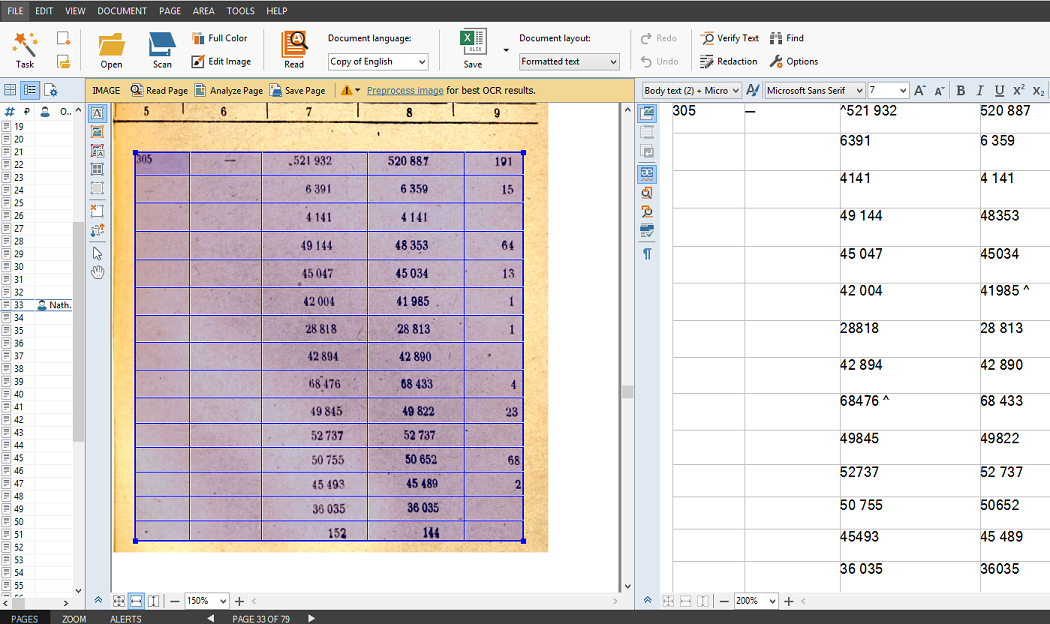 FILE EDIT VIEW DOCUMENT PAGE AREA TOOLS HELP
Task
Open
Scan
Full Color
Edit Image
Read
Document language:
Copy of English
XLSX
Save
Document layout:
Formatted text
Redo
Undo
Verify Text
Redaction
Find
Options
IMAGE Read Page Analyze Page Save Page Preprocess image for best OCR results.
Body text (2) + Micro Microsoft Sans Serif 7 B I U X² X₂
# O..
19
20
21
22
23
24
25
26
27
28
29
30
31
32
33 Nath.
34
35
36
37
38
39
40
41
42
43
44
45
46
47
48
49
50
51
52
53
54
55
5 6 7 8 9
305 — 521 932 520 887 191
6 391 6 359 15
4 141 4 141
49 144 48 353 64
45 047 45 034 13
42 004 41 985 1
28 818 28 813 1
42 894 42 890
68 476 68 433 4
49 845 49 822 23
52 737 52 737
50 755 50 652 68
45 493 45 489 2
36 035 36 035
152 144
305 — ^521 932 520 887
6391 6 359
4141 4 141
49 144 48353
45 047 45034
42 004 41985 ^
28818 28 813
42 894 42 890
68476 ^ 68 433
49845 49822
52737 52 737
50 755 50652
45493 45 489
36 035 36035
150%
200%
PAGES ZOOM ALERTS PAGE 33 OF 79